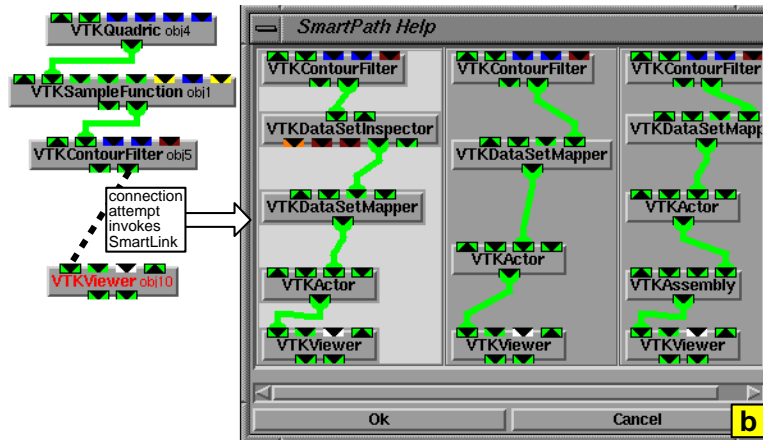 VTKQuadric obj4
VTKSampleFunction obj1
VTKContourFilter obj5
connection
attempt
invokes
SmartLink
VTKViewer obj10
SmartPath Help
VTKContourFilter
VTKDataSetInspector
VTKDataSetMapper
VTKActor
VTKViewer
VTKContourFilter
VTKDataSetMapper
VTKActor
VTKViewer
VTKContourFilter
VTKDataSetMapp
VTKActor
VTKAssembly
VTKViewer
Ok
Cancel
b